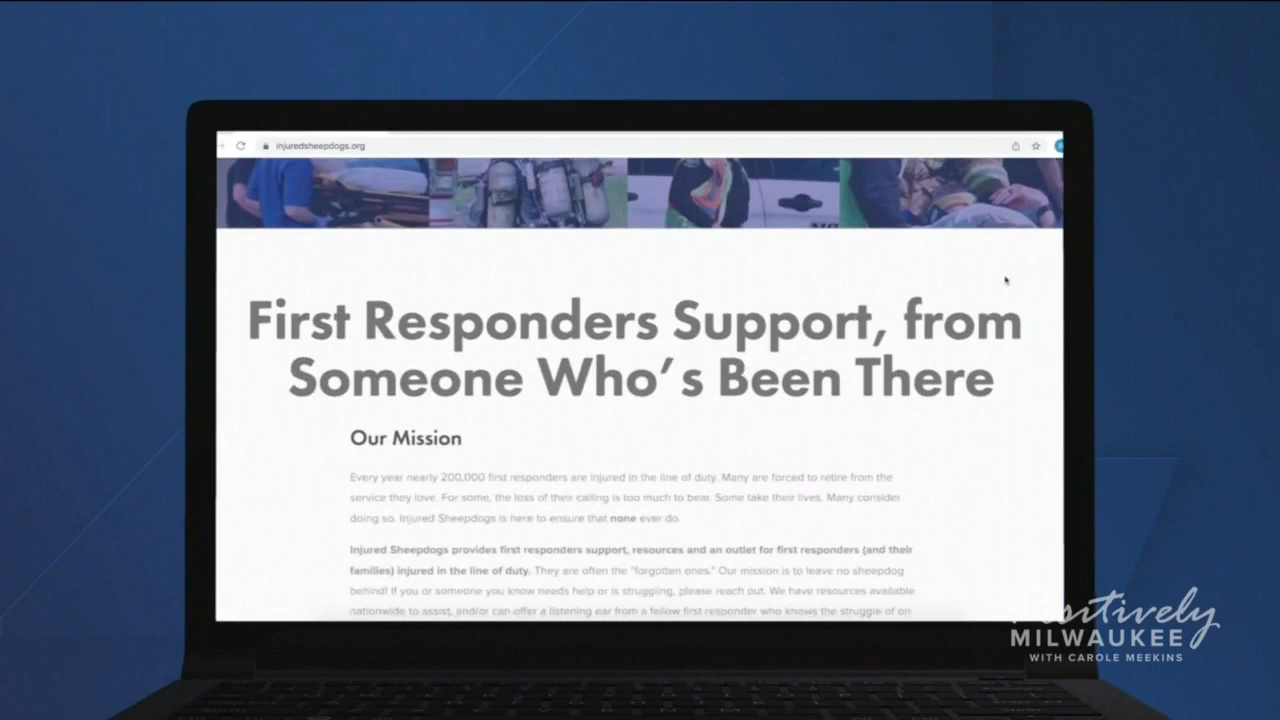 injuredsheepdogs.org
First Responders Support, from
Someone Who's Been There
Our Mission
Every year nearly 200,000 first responders are injured in the line of duty. Many are forced to retire from the
service they love. For some, the loss of their calling is too much to bear. Some take their lives. Many consider
doing so. Injured Sheepdogs is here to ensure that none ever do.
Injured Sheepdogs provides first responders support, resources and an outlet for first responders (and their
families) injured in the line of duty. They are often the "forgotten ones." Our mission is to leave no sheepdog
behind! If you or someone you know needs help or is struggling, please reach out. We have resources available
nationwide to assist, and/or can offer a listening ear from a fellow first responder who knows the struggle of on
Positively
MILWAUKEE
WITH CAROLE MEEKINS